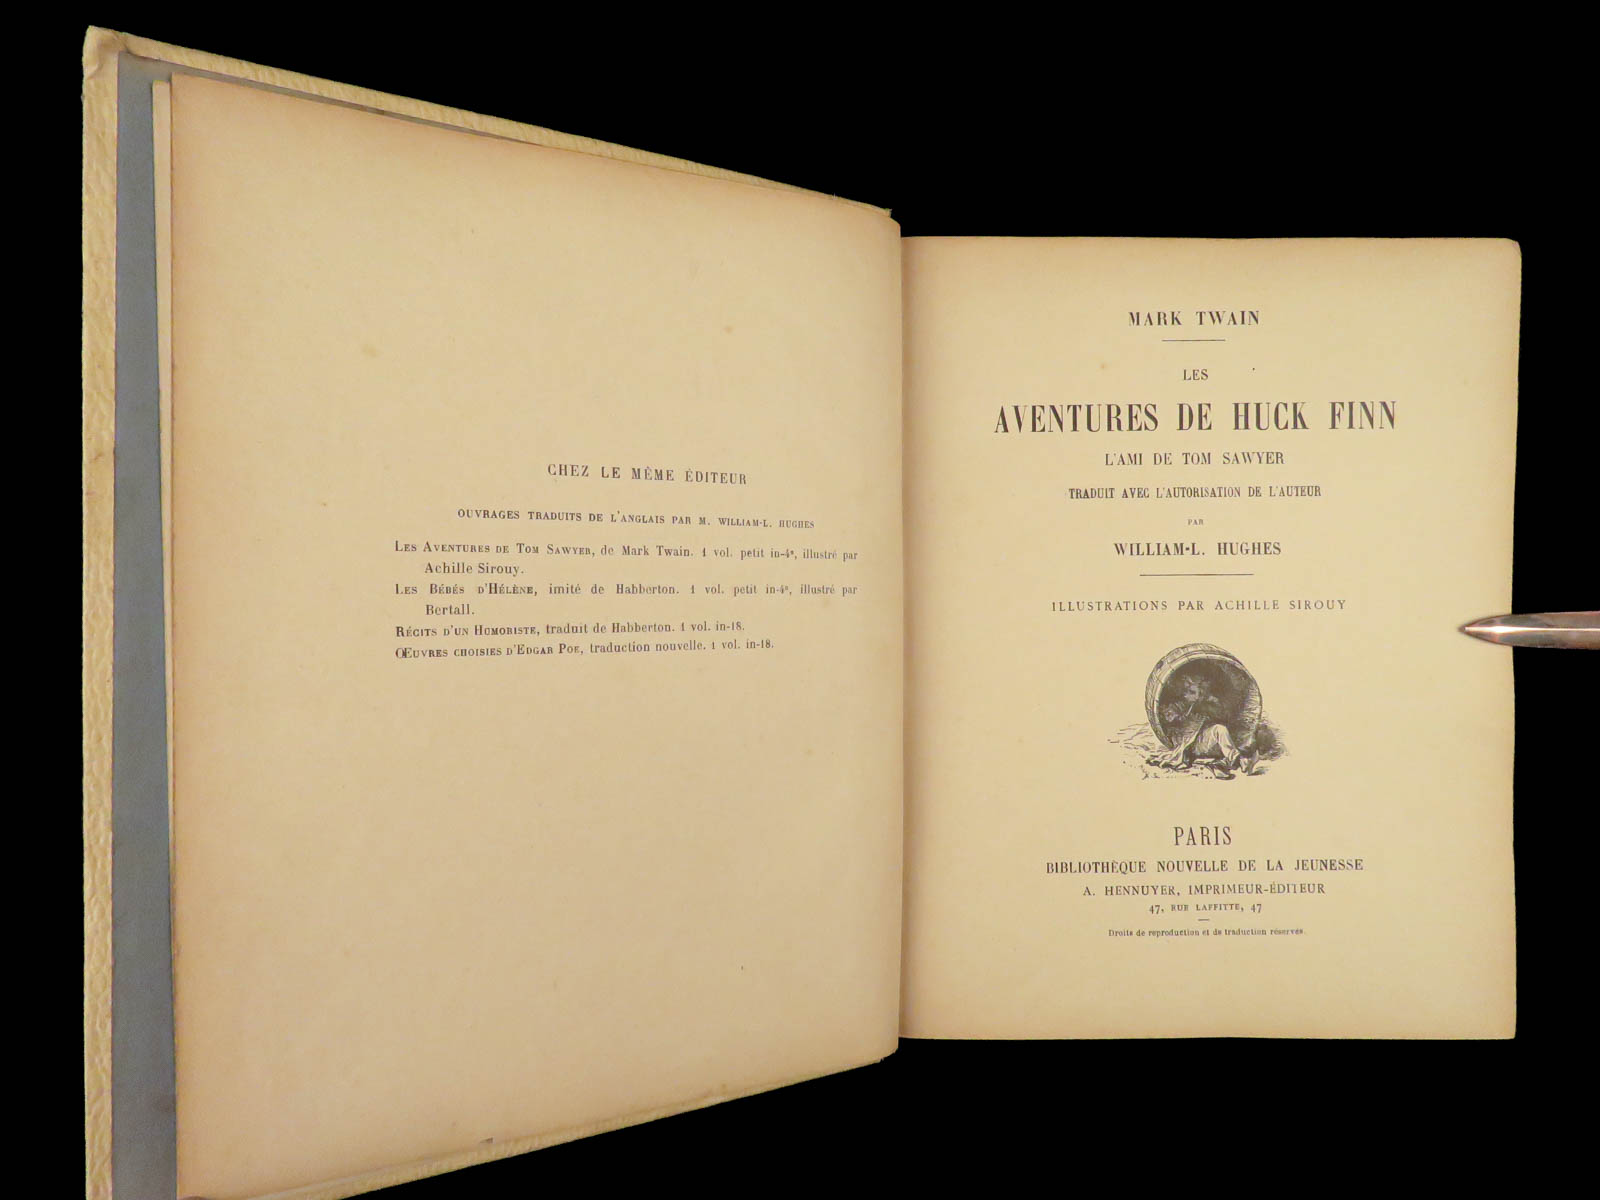 CHEZ LE MÊME ÉDITEUR
OUVRAGES TRADUITS DE L'ANGLAIS PAR M. WILLIAM-L. HUGHES
LES AVENTURES DE TOM SAWYER, de Mark Twain. 1 vol. petit in-4°, illustré par
Achille Sirouy.
LES BÉBÉS D'HÉLÈNE, imité de Habberton. 1 vol. petit in-4°, illustré par
Bertall.
RÉCITS D'UN HUMORISTE, traduit de Habberton. 1 vol. in-18.
ŒUVRES CHOISIES D'EDGAR POE, traduction nouvelle. 1 vol. in-18.
MARK TWAIN
LES
AVENTURES DE HUCK FINN
L'AMI DE TOM SAWYER
TRADUIT AVEC L'AUTORISATION DE L'AUTEUR
PAR
WILLIAM-L. HUGHES
ILLUSTRATIONS PAR ACHILLE SIROUY
PARIS
BIBLIOTHÈQUE NOUVELLE DE LA JEUNESSE
A. HENNUYER, IMPRIMEUR-ÉDITEUR
47, RUE LAFFITTE, 47
Droits de reproduction et de traduction réservés.